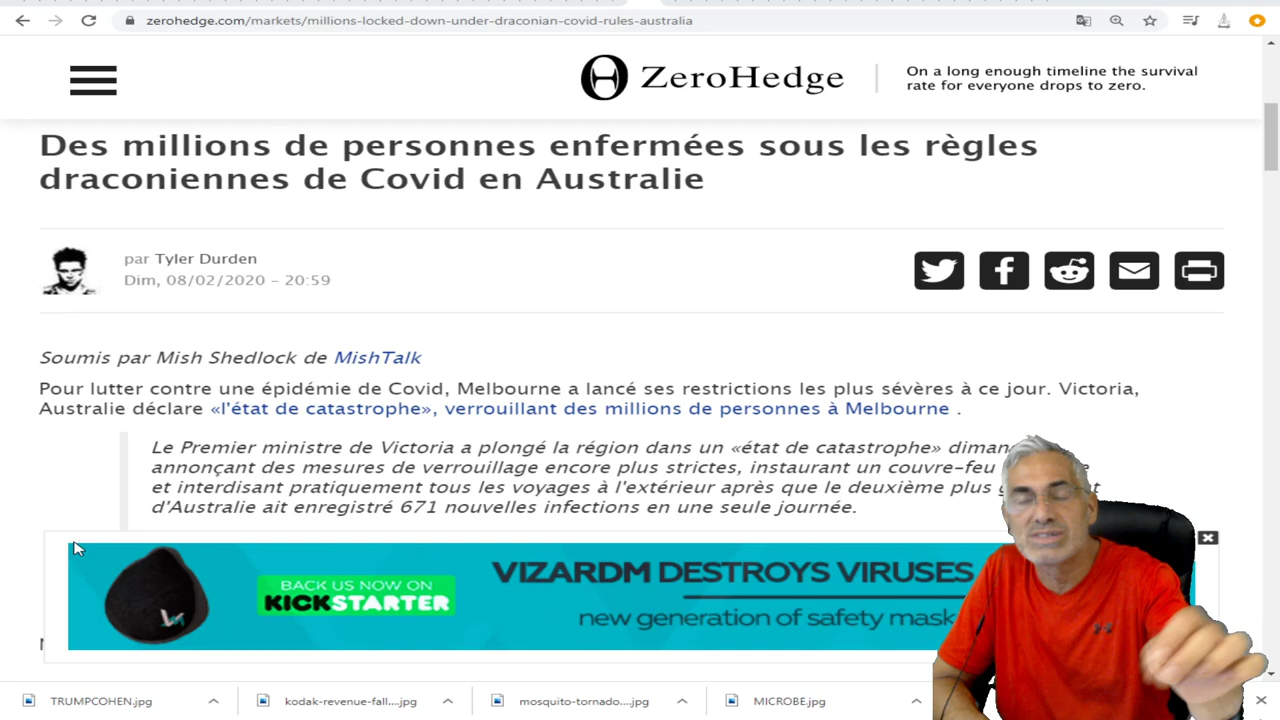 zerohedge.com/markets/millions-locked-down-under-draconian-covid-rules-australia
ZeroHedge
On a long enough timeline the survival
rate for everyone drops to zero.
Des millions de personnes enfermées sous les règles
draconiennes de Covid en Australie
par Tyler Durden
Dim, 08/02/2020 - 20:59
Soumis par Mish Shedlock de MishTalk
Pour lutter contre une épidémie de Covid, Melbourne a lancé ses restrictions les plus sévères à ce jour. Victoria,
Australie déclare «l'état de catastrophe», verrouillant des millions de personnes à Melbourne .
Le Premier ministre de Victoria a plongé la région dans un «état de catastrophe»
annonçant des mesures de verrouillage encore plus strictes, instaurant un couvre-feu
et interdisant pratiquement tous les voyages à l'extérieur après que le deuxième plus
d'Australie ait enregistré 671 nouvelles infections en une seule journée.
BACK US NOW ON
KICKSTARTER
VIZARDM DESTROYS VIRUSES
new generation of safety mask
TRUMPCOHEN.jpg
kodak-revenue-fall....jpg
mosquito-tornado....jpg
MICROBE.jpg